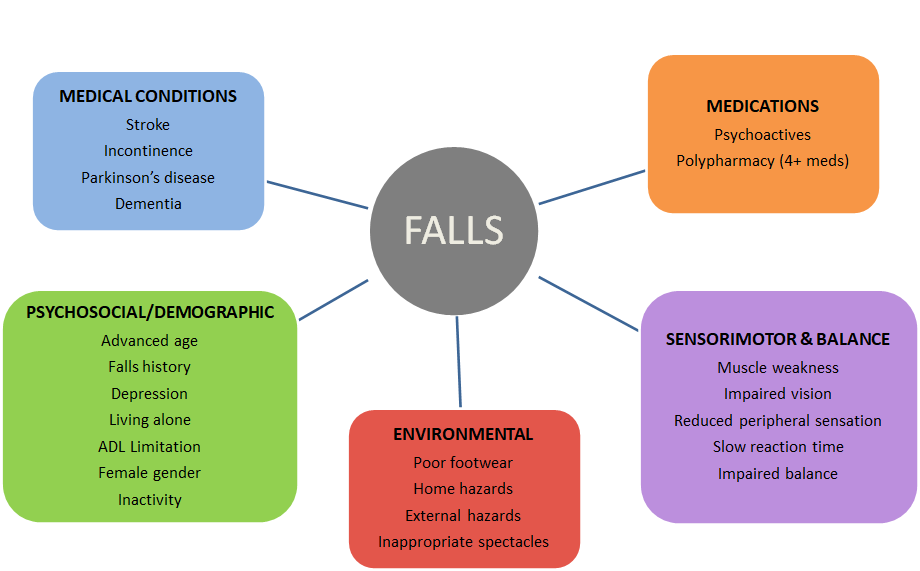 MEDICAL CONDITIONS
Stroke
Incontinence
Parkinson’s disease
Dementia
MEDICATIONS
Psychoactives
Polypharmacy (4+ meds)
FALLS
PSYCHOSOCIAL/DEMOGRAPHIC
Advanced age
Falls history
Depression
Living alone
ADL Limitation
Female gender
Inactivity
ENVIRONMENTAL
Poor footwear
Home hazards
External hazards
Inappropriate spectacles
SENSORIMOTOR & BALANCE
Muscle weakness
Impaired vision
Reduced peripheral sensation
Slow reaction time
Impaired balance